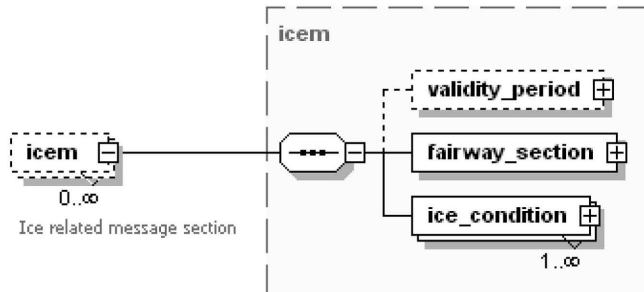 icem
validity_period
icem
fairway_section
0..∞
Ice related message section
ice_condition
1..∞